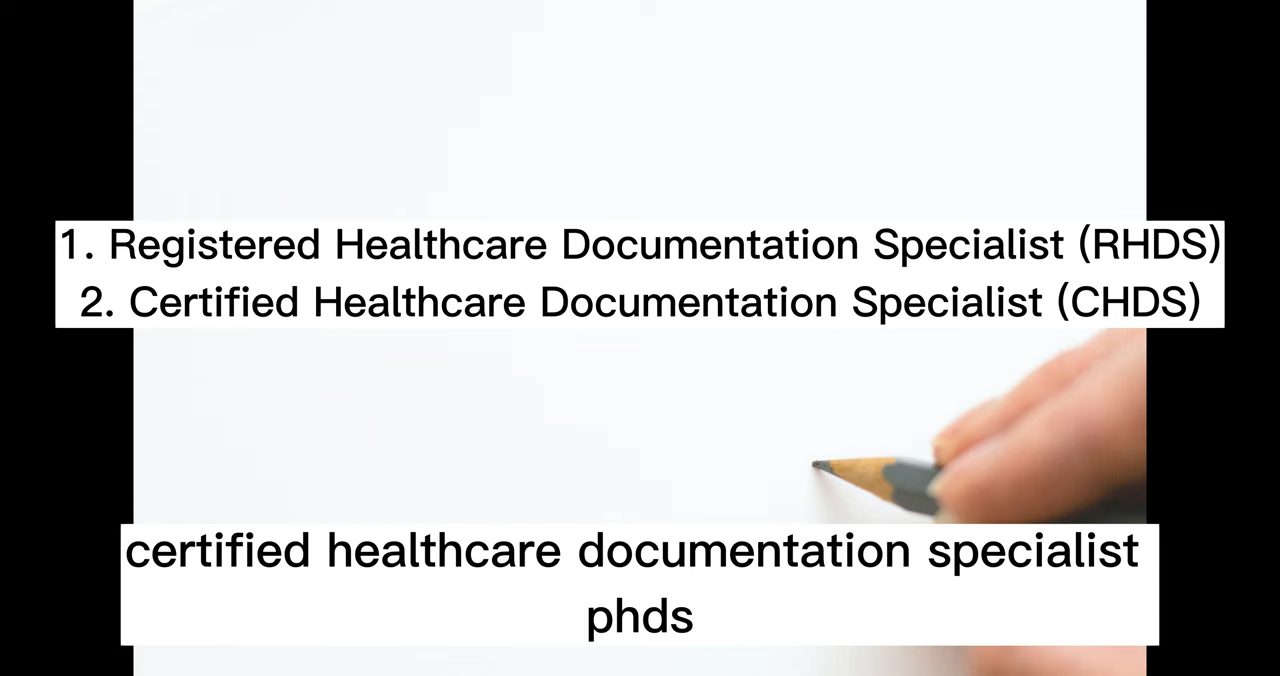 1. Registered Healthcare Documentation Specialist (RHDS)
2. Certified Healthcare Documentation Specialist (CHDS)
certified healthcare documentation specialist
phds